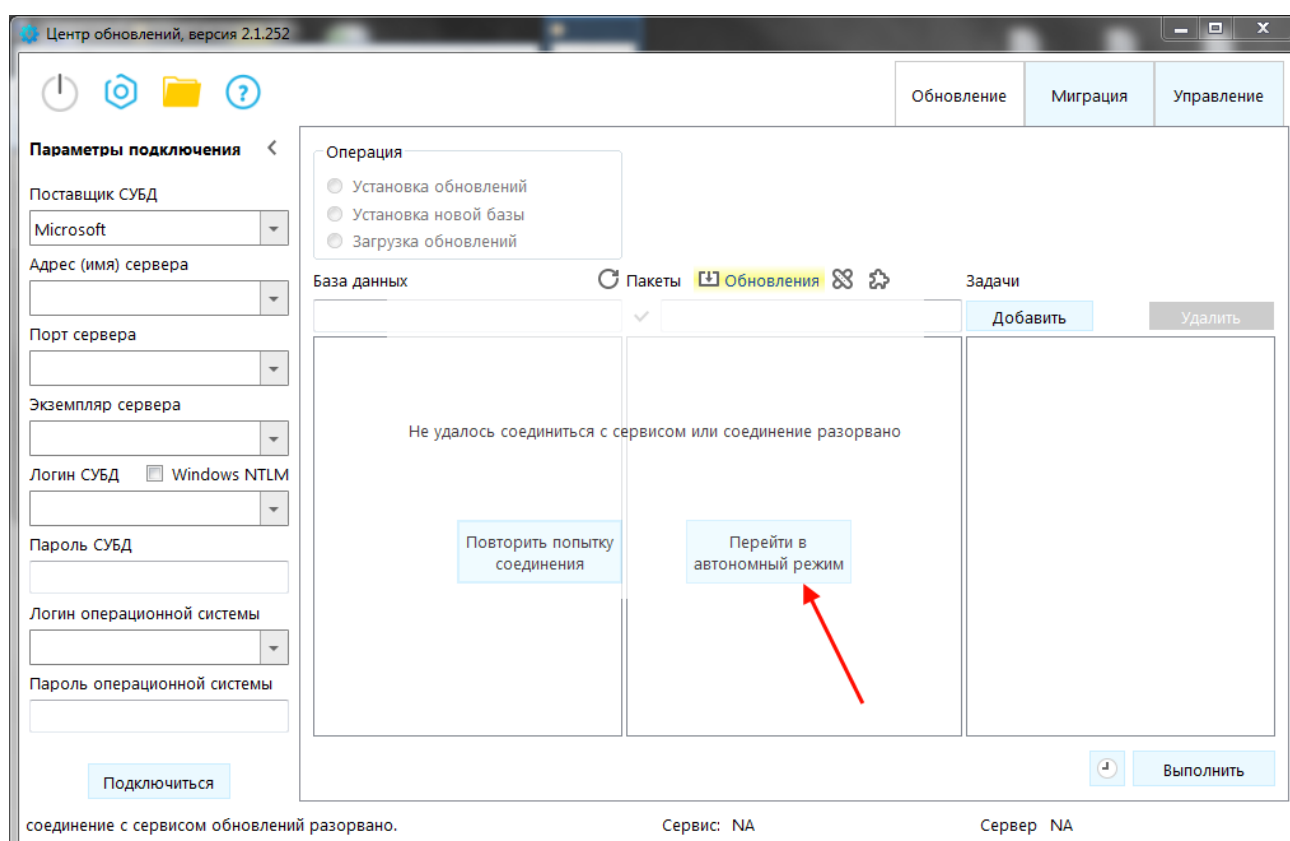 Центр обновлений, версия 2.1.252
Обновление
Миграция
Управление
Параметры подключения
Поставщик СУБД
Microsoft
Адрес (имя) сервера
Порт сервера
Экземпляр сервера
Логин СУБД
Windows NTLM
Пароль СУБД
Логин операционной системы
Пароль операционной системы
Подключиться
Операция
Установка обновлений
Установка новой базы
Загрузка обновлений
База данных
Пакеты
Обновления
Задачи
Добавить
Удалить
Не удалось соединиться с сервисом или соединение разорвано
Повторить попытку
соединения
Перейти в
автономный режим
Выполнить
соединение с сервисом обновлений разорвано.
Сервис: NA
Сервер NA